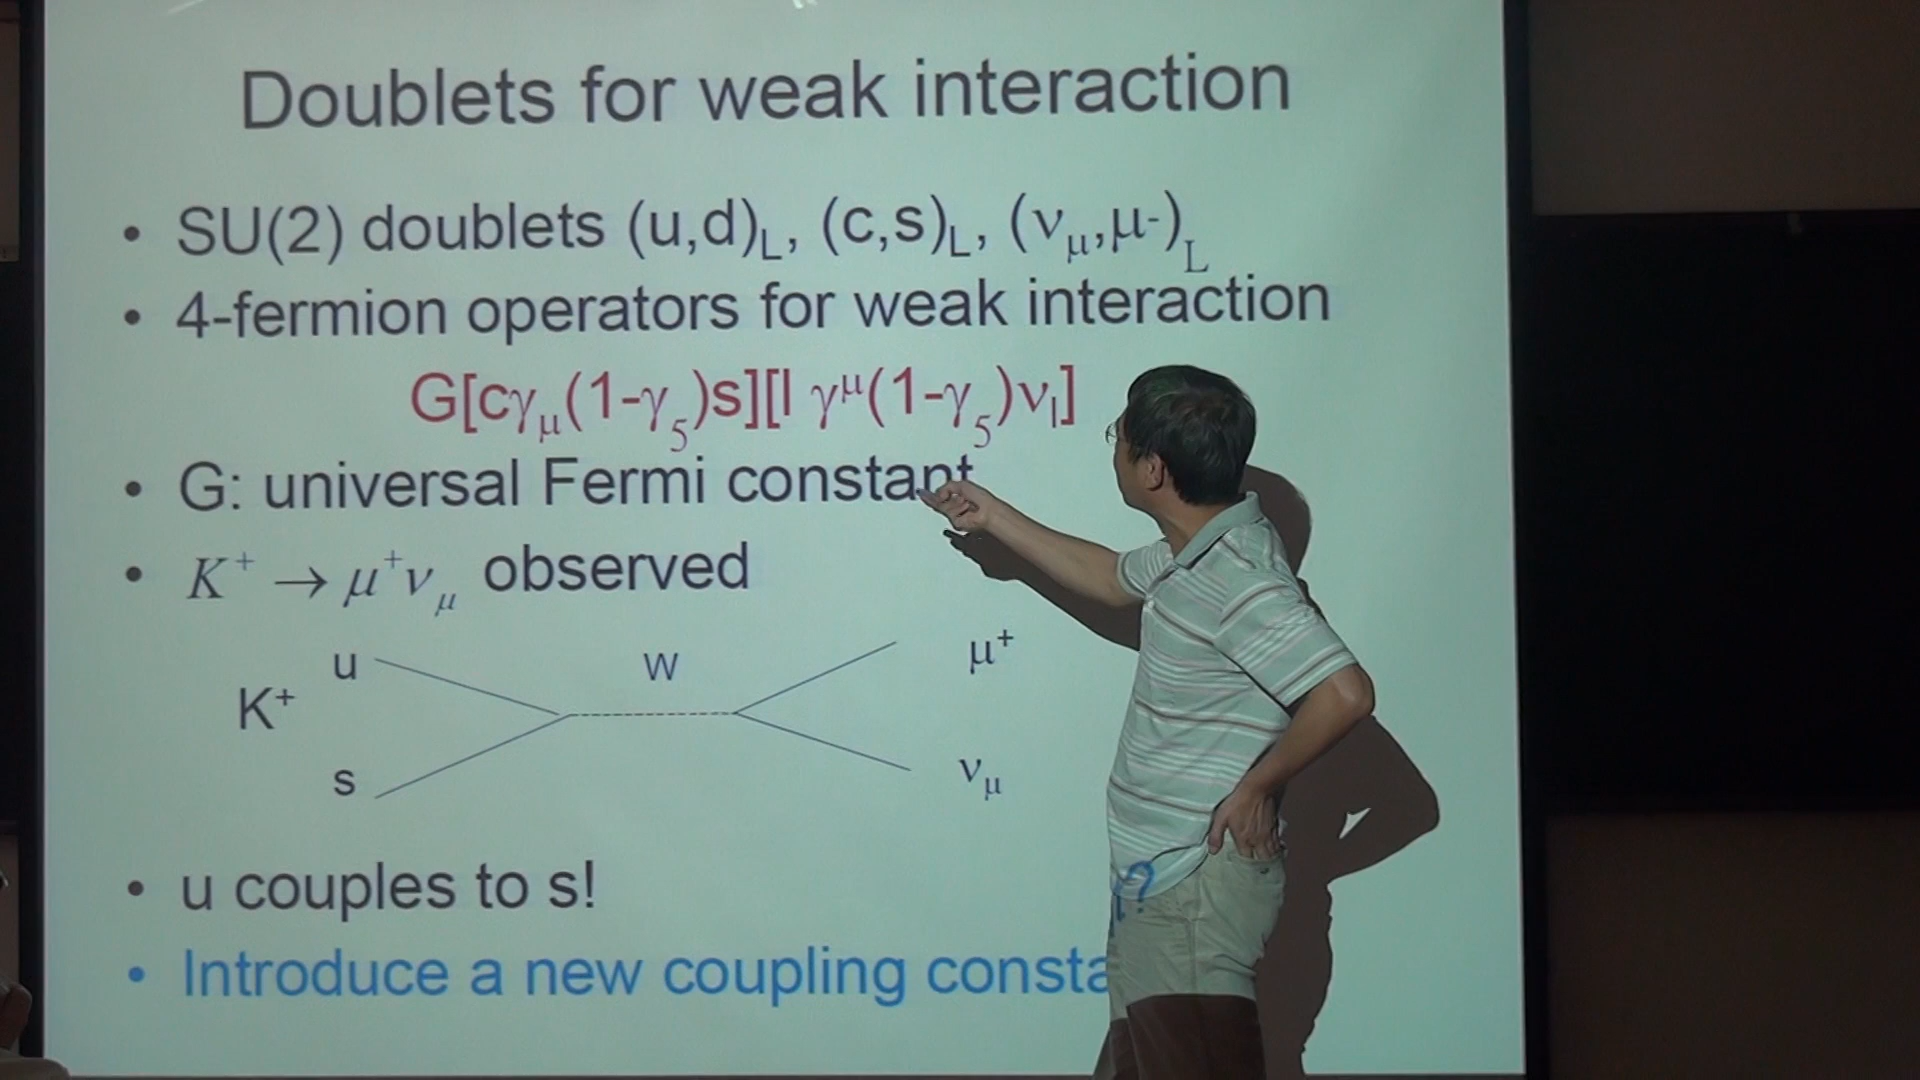 Doublets for weak interaction
• SU(2) doublets (u,d)L, (c,s)L, (νμ,μ-)L
• 4-fermion operators for weak interaction
G[cγμ(1-γ5)s][l γ^μ(1-γ5)νl]
• G: universal Fermi constant
• K⁺ → μ⁺νμ observed
u W μ⁺
K⁺
s νμ
• u couples to s!
• Introduce a new coupling consta t?